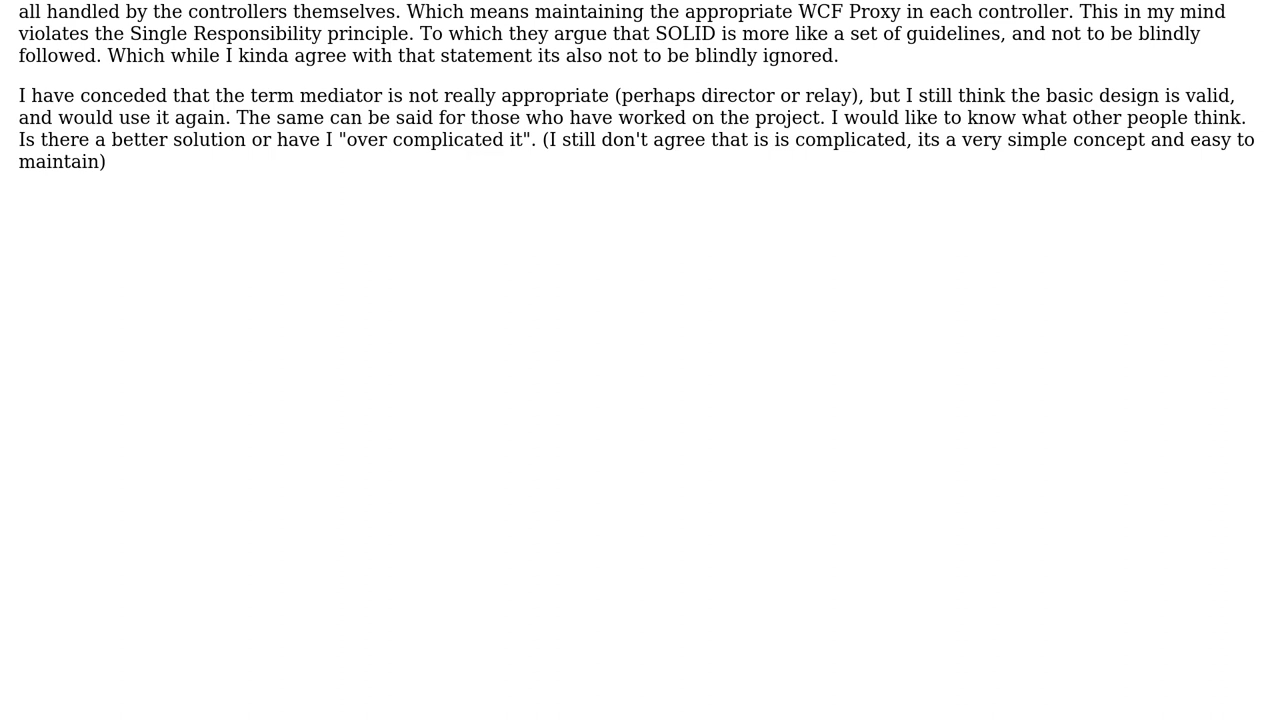 all handled by the controllers themselves. Which means maintaining the appropriate WCF Proxy in each controller. This in my mind
violates the Single Responsibility principle. To which they argue that SOLID is more like a set of guidelines, and not to be blindly
followed. Which while I kinda agree with that statement its also not to be blindly ignored.
I have conceded that the term mediator is not really appropriate (perhaps director or relay), but I still think the basic design is valid,
and would use it again. The same can be said for those who have worked on the project. I would like to know what other people think.
Is there a better solution or have I "over complicated it". (I still don't agree that is is complicated, its a very simple concept and easy to
maintain)